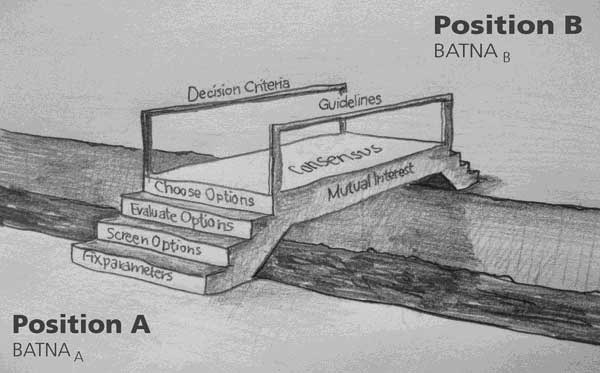 Position B
BATNA B
Decision Criteria
Guidelines
Consensus
Mutual Interest
Choose Options
Evaluate Options
Screen Options
Fix parameters
Position A
BATNA A